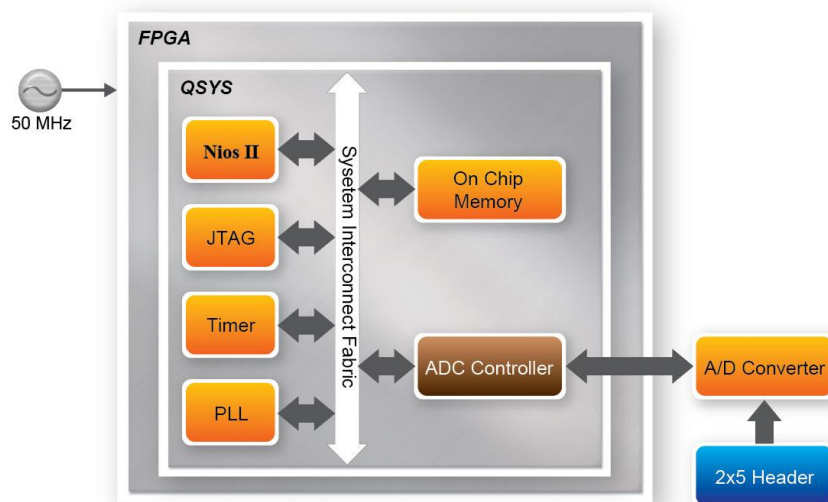 FPGA
QSYS
50 MHz
Nios II
JTAG
Timer
PLL
Sysetem Interconnect Fabric
On Chip
Memory
ADC Controller
A/D Converter
2x5 Header